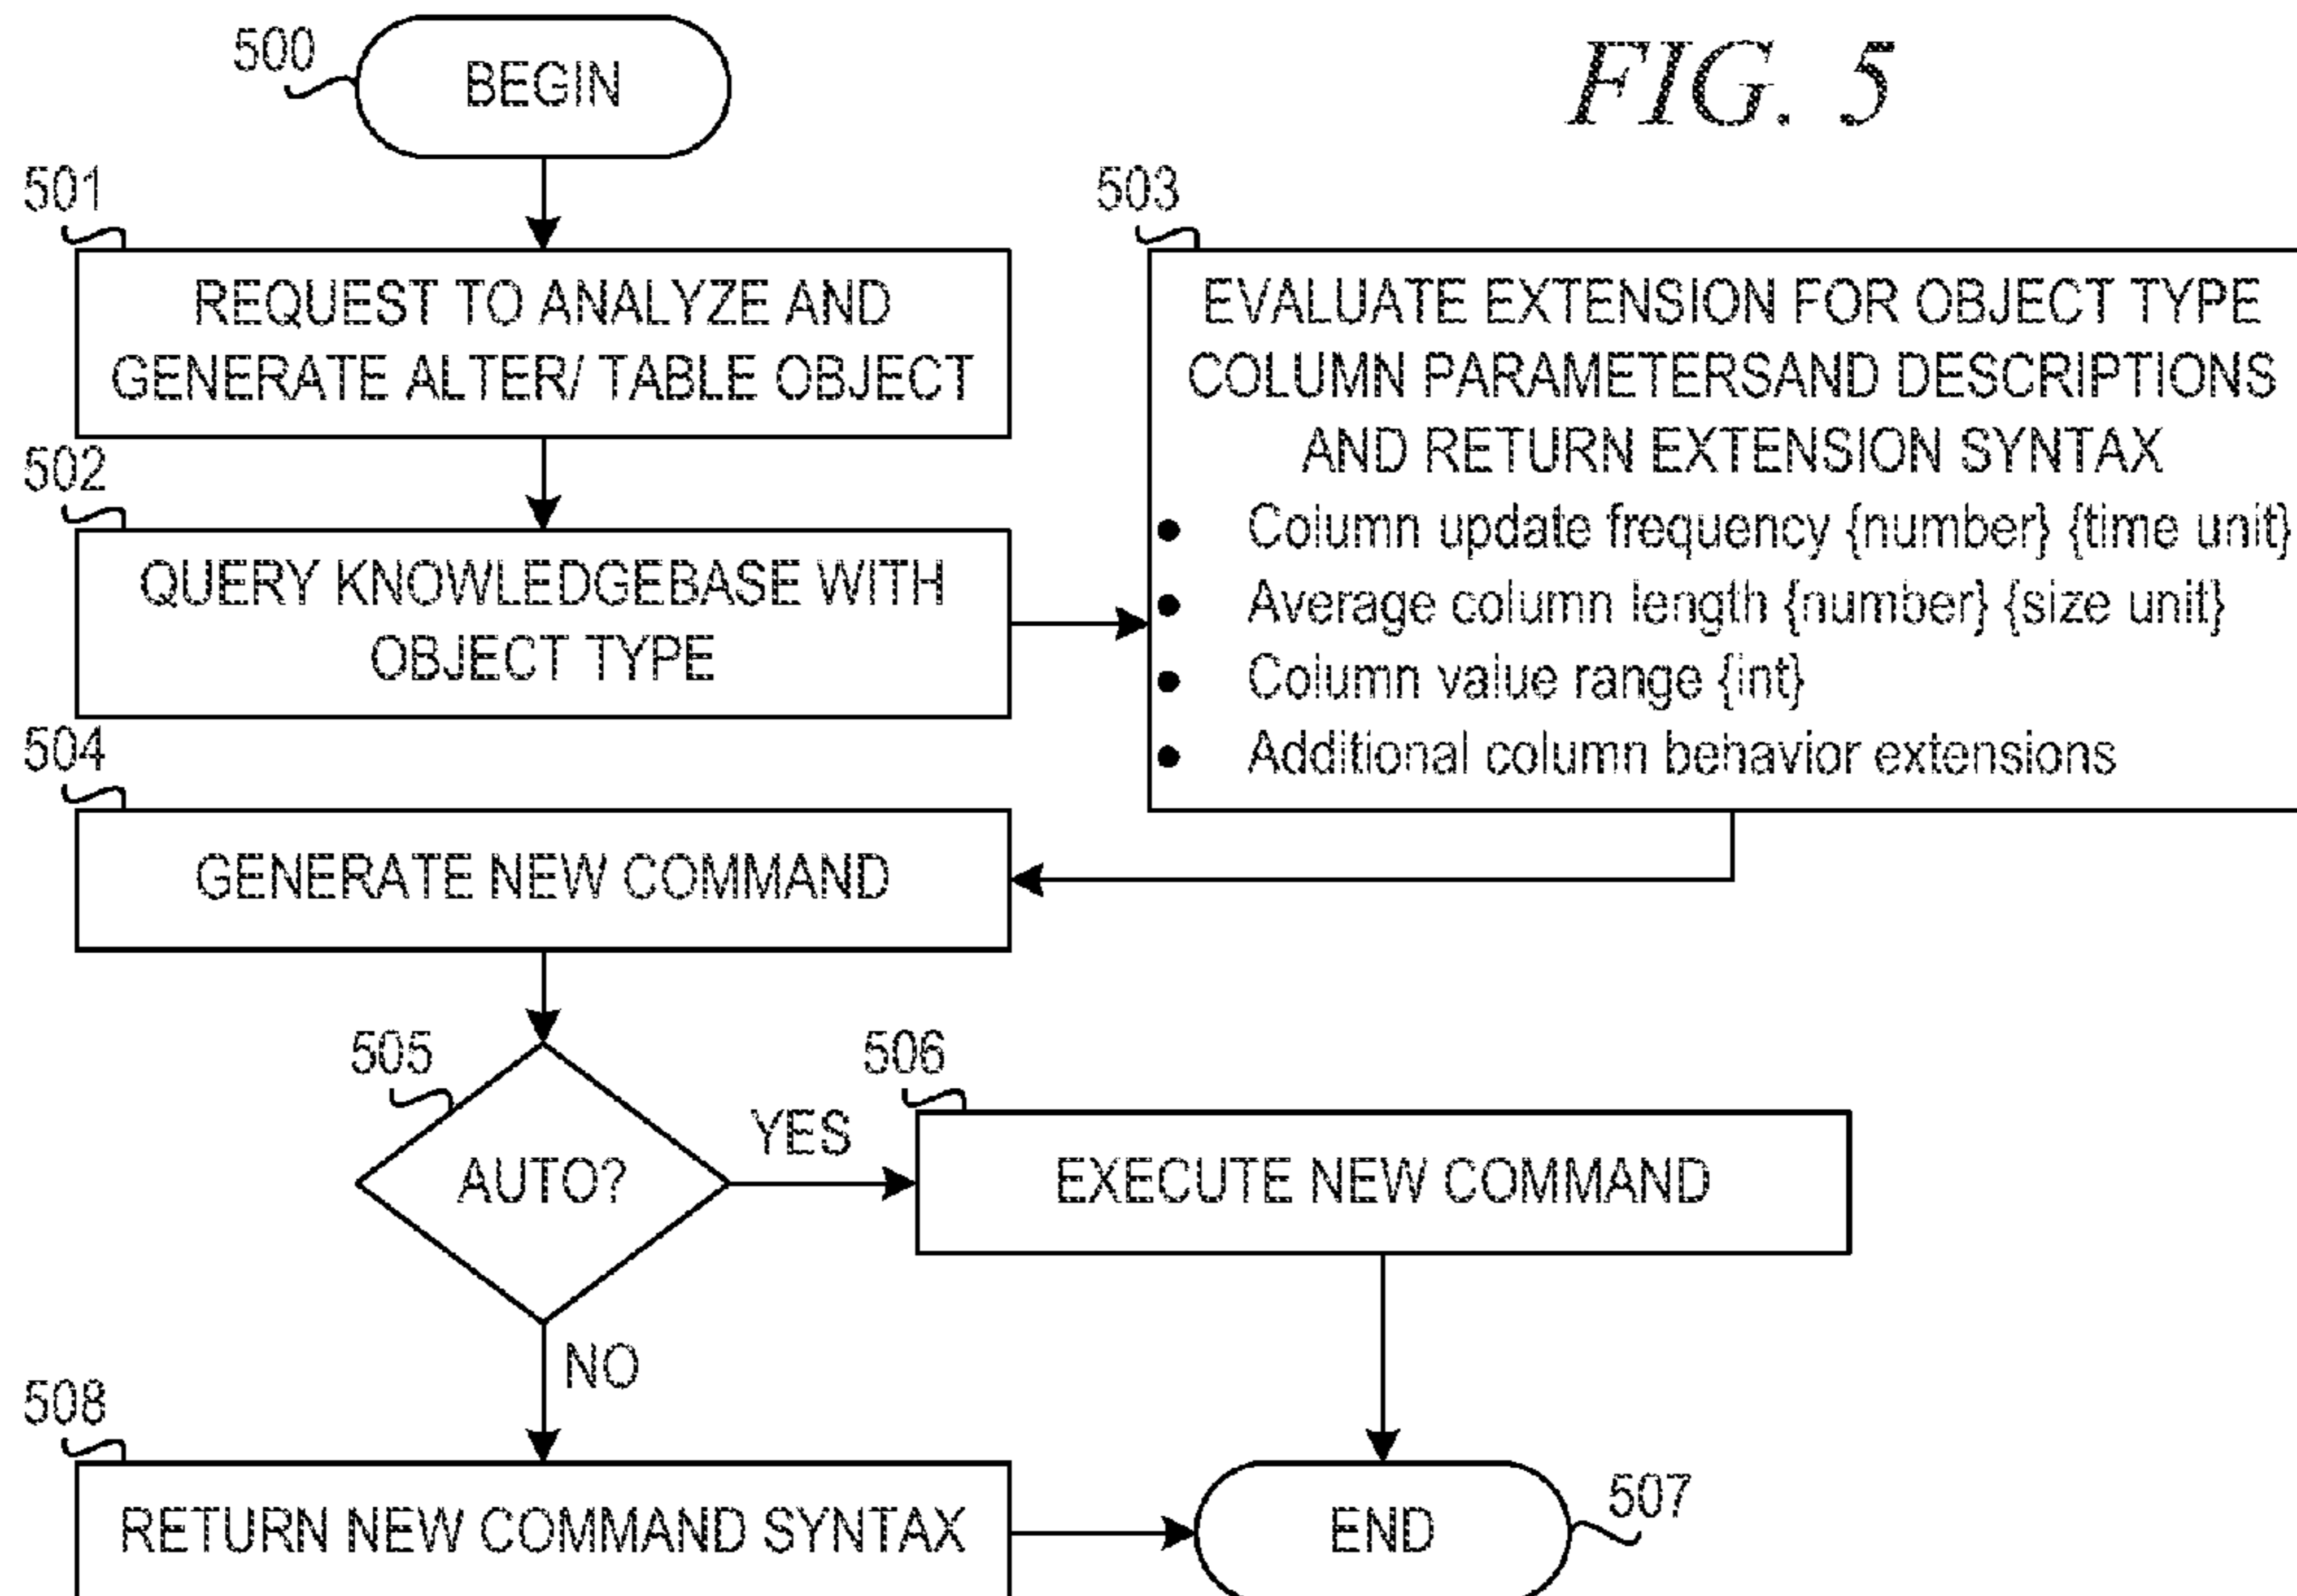 FIG. 5
500
BEGIN
501
REQUEST TO ANALYZE AND
GENERATE ALTER/ TABLE OBJECT
502
QUERY KNOWLEDGEBASE WITH
OBJECT TYPE
503
EVALUATE EXTENSION FOR OBJECT TYPE
COLUMN PARAMETERSAND DESCRIPTIONS
AND RETURN EXTENSION SYNTAX
• Column update frequency {number} {time unit}
• Average column length {number} {size unit}
• Column value range {int}
• Additional column behavior extensions
504
GENERATE NEW COMMAND
505
AUTO?
YES
506
EXECUTE NEW COMMAND
NO
508
RETURN NEW COMMAND SYNTAX
END
507